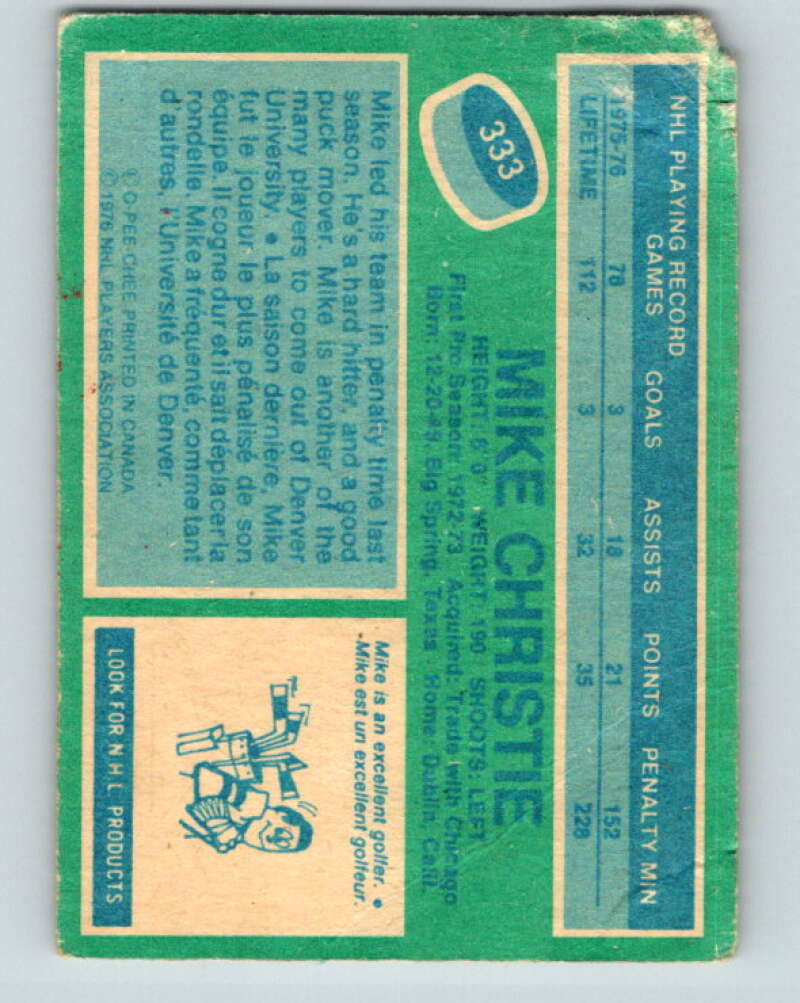 NHL PLAYING RECORD
GAMES GOALS ASSISTS POINTS PENALTY MIN
1975-76 78 3 18 21 152
LIFETIME 112 3 32 35 228
333
MIKE CHRISTIE
HEIGHT: 6'0" WEIGHT: 190 SHOOTS: LEFT
First Pro Season: 1972-73 Acquired: Trade with Chicago
Born: 12-20-49, Big Spring, Texas Home: Dublin, Calif.
Mike led his team in penalty time last
season. He's a hard hitter, and a good
puck mover. Mike is another of the
many players to come out of Denver
University. • La saison dernière, Mike
fut le joueur le plus pénalisé de son
équipe. Il cogne dur et il sait déplacer la
rondelle. Mike a fréquenté, comme tant
d'autres, l'Université de Denver.
© O-PEE-CHEE PRINTED IN CANADA
© 1976 NHL PLAYERS ASSOCIATION
Mike is an excellent golfer. •
Mike est un excellent golfeur.
LOOK FOR N.H.L. PRODUCTS